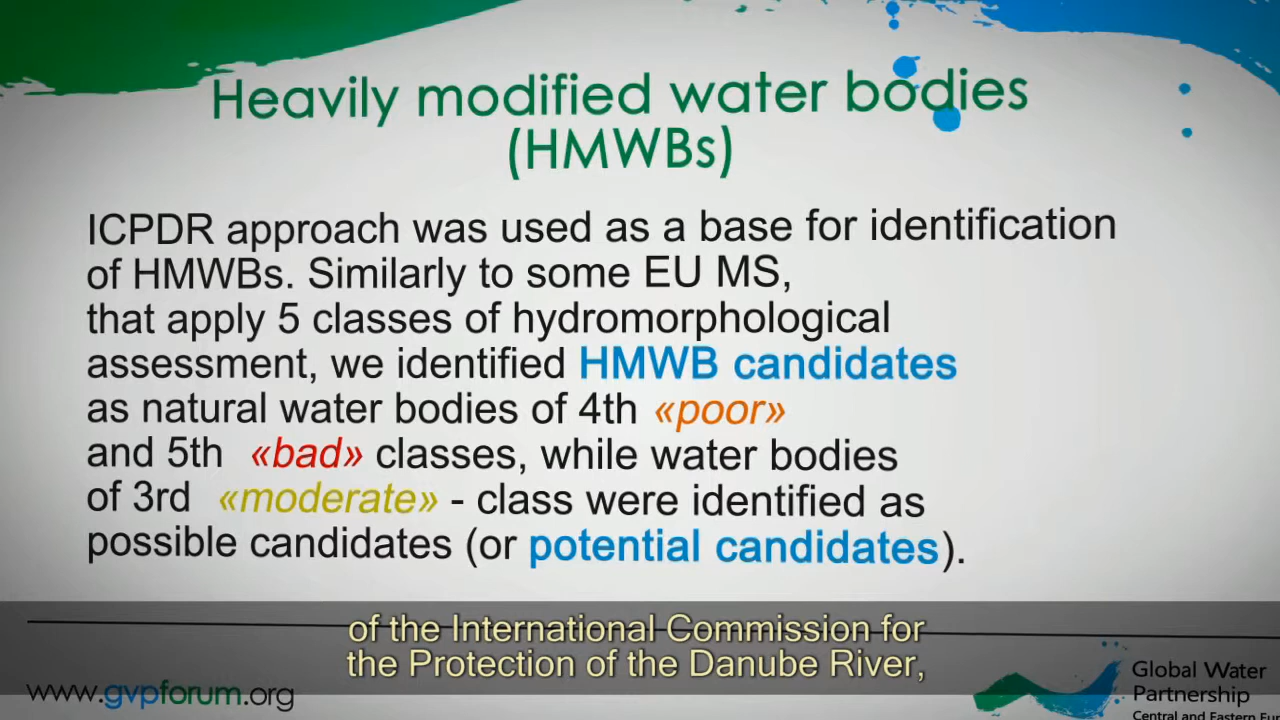 Heavily modified water bodies
(HMWBs)
ICPDR approach was used as a base for identification
of HMWBs. Similarly to some EU MS,
that apply 5 classes of hydromorphological
assessment, we identified HMWB candidates
as natural water bodies of 4th «poor»
and 5th «bad» classes, while water bodies
of 3rd «moderate» - class were identified as
possible candidates (or potential candidates).
of the International Commission for
the Protection of the Danube River,
www.gvpforum.org
Global Water
Partnership
Central and Eastern